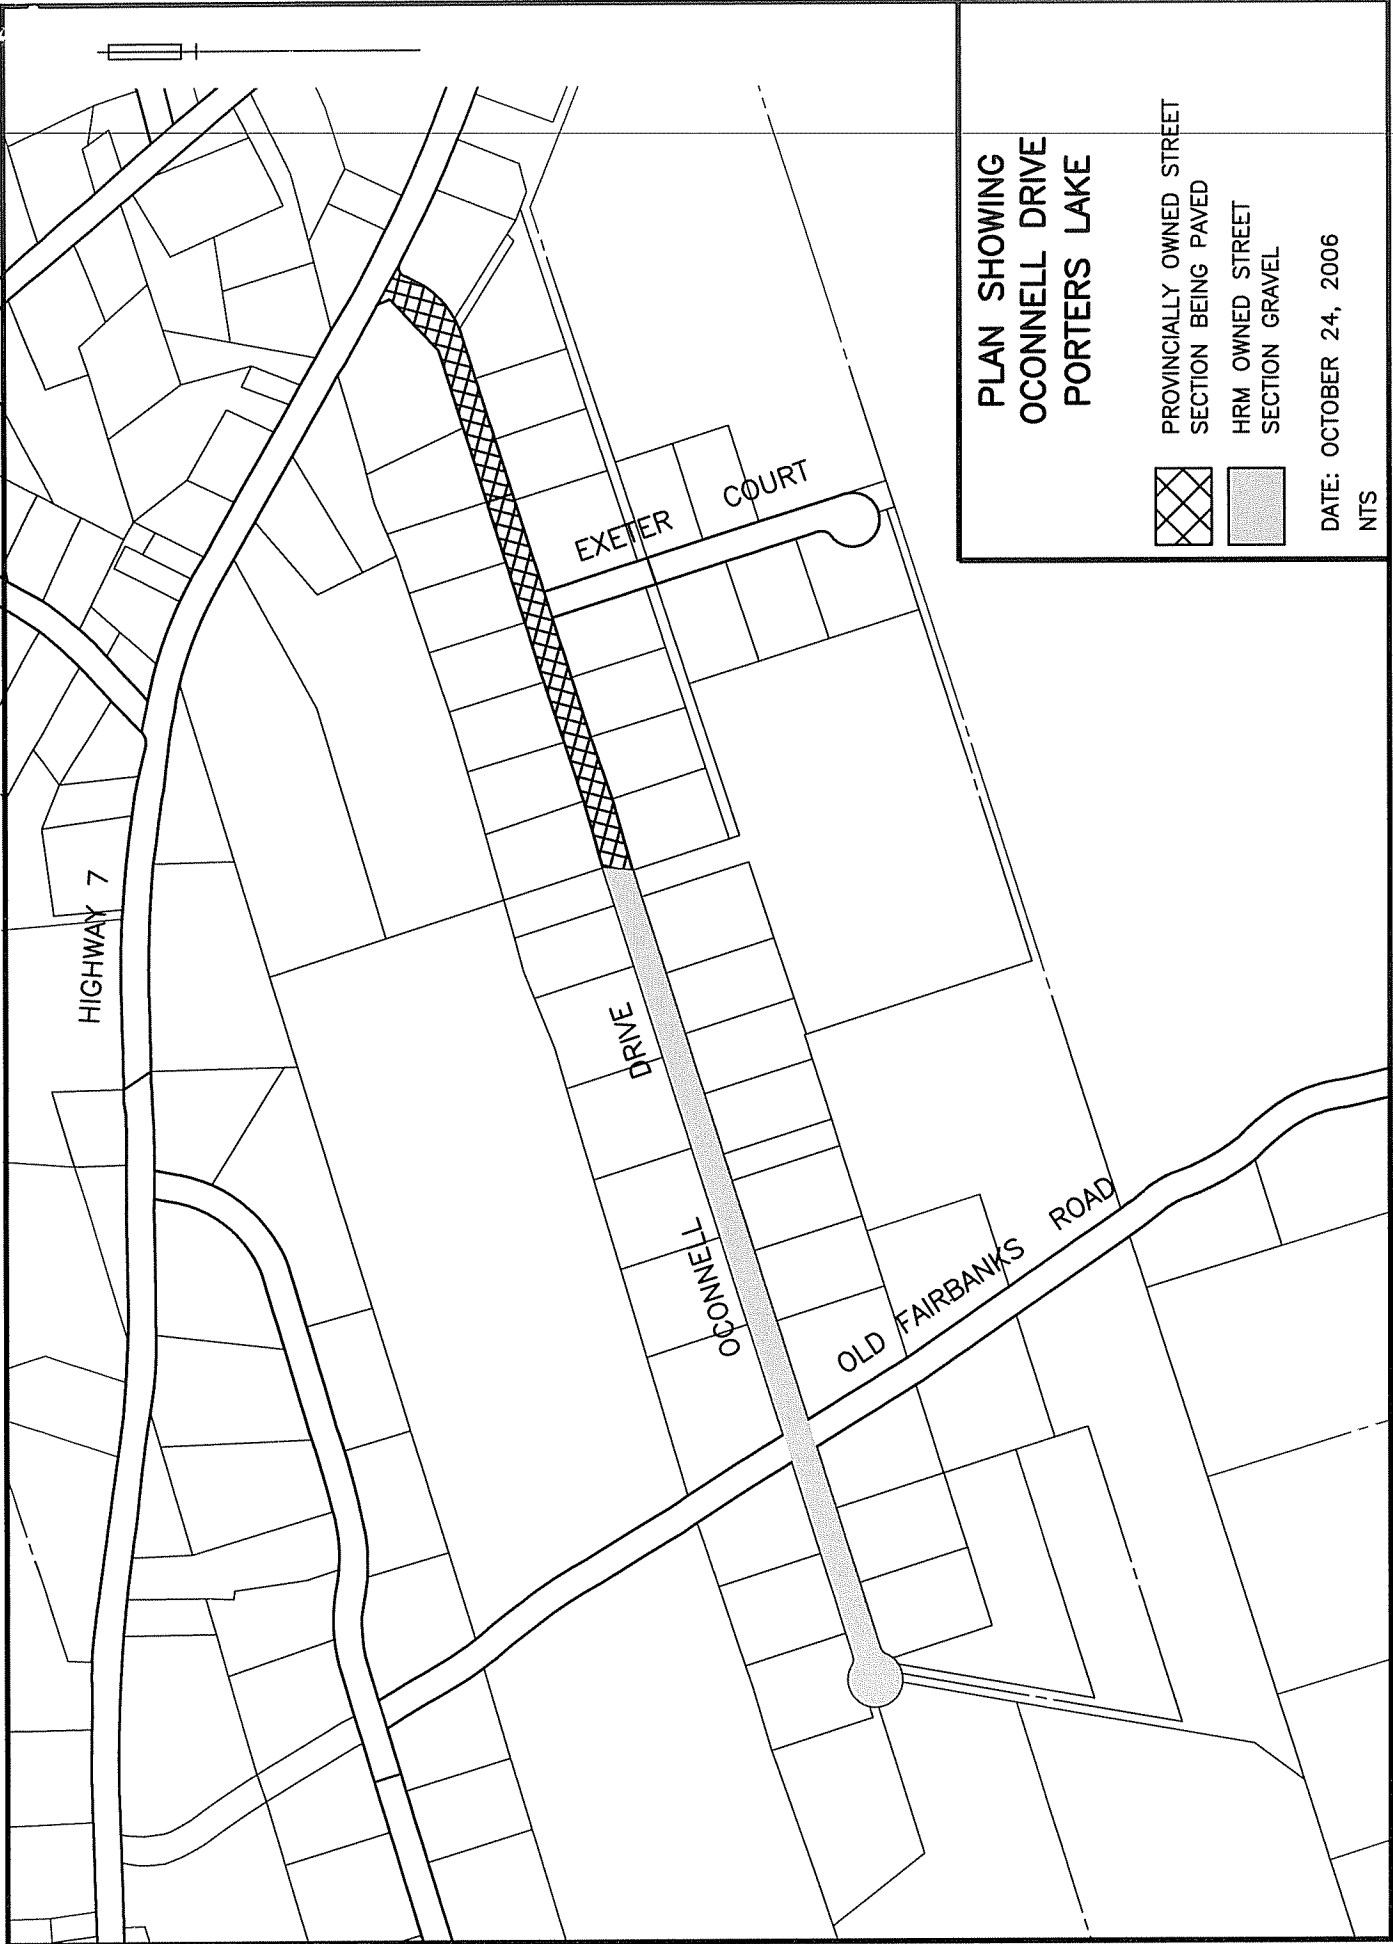 PLAN SHOWING
OCONNELL DRIVE
PORTERS LAKE
PROVINCIALLY OWNED STREET
SECTION BEING PAVED
HRM OWNED STREET
SECTION GRAVEL
DATE: OCTOBER 24, 2006
NTS
HIGHWAY 7
EXETER COURT
OCONNELL DRIVE
OLD FAIRBANKS ROAD